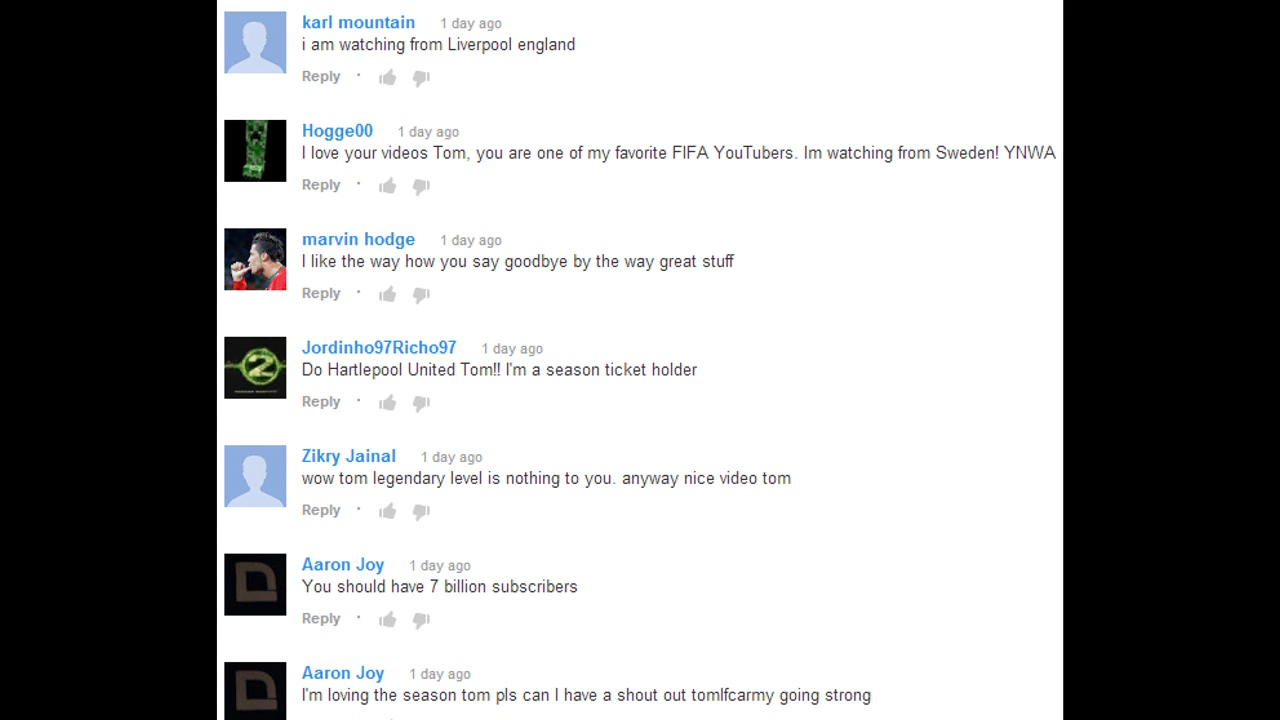 karl mountain 1 day ago
i am watching from Liverpool england
Reply ·
Hogge00 1 day ago
I love your videos Tom, you are one of my favorite FIFA YouTubers. Im watching from Sweden! YNWA
Reply ·
marvin hodge 1 day ago
I like the way how you say goodbye by the way great stuff
Reply ·
Jordinho97Richo97 1 day ago
Do Hartlepool United Tom!! I'm a season ticket holder
Reply ·
Zikry Jainal 1 day ago
wow tom legendary level is nothing to you. anyway nice video tom
Reply ·
Aaron Joy 1 day ago
You should have 7 billion subscribers
Reply ·
Aaron Joy 1 day ago
I'm loving the season tom pls can I have a shout out tomlfcarmy going strong